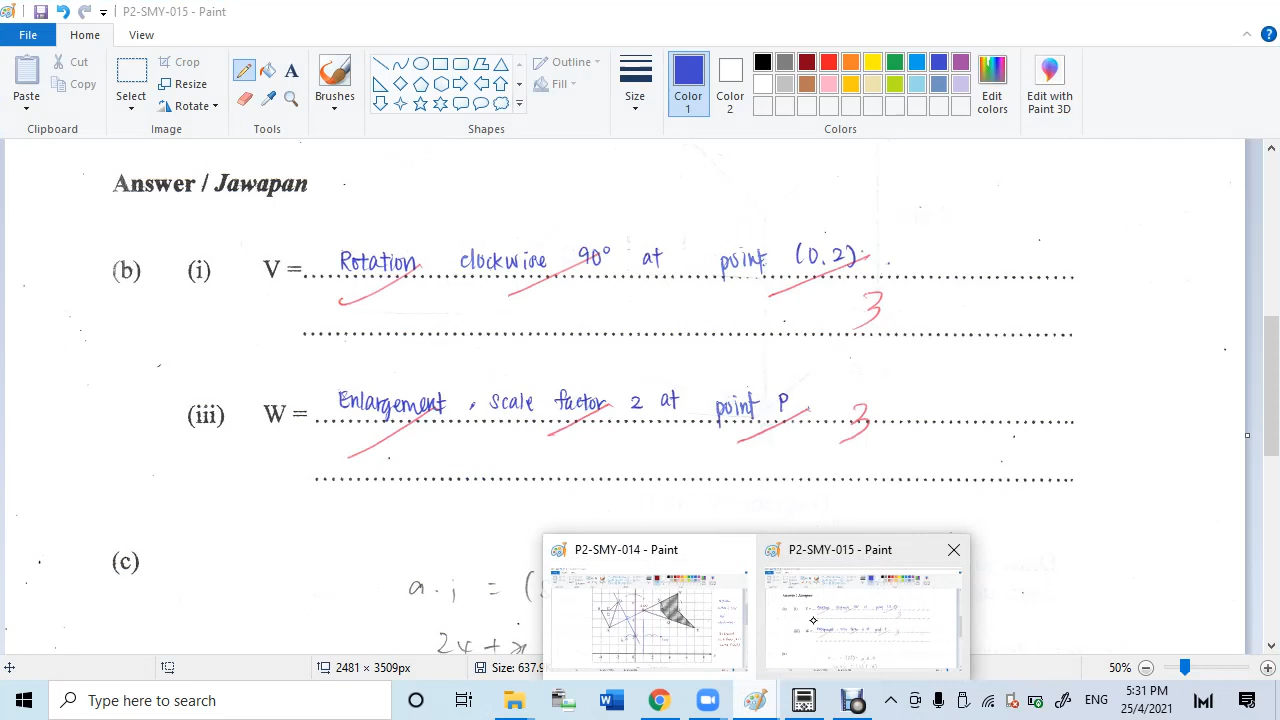 P2-SMY-015 - Paint
File Home View
Paste Cut Copy Clipboard
Select Crop Resize Rotate Image
Tools
Brushes
Outline Fill Shapes
Size
Color 1 Color 2 Edit colors Colors
Edit with Paint 3D
Answer / Jawapan
(b) (i) V = Rotation clockwise 90° at point (0.2)
3
(iii) W = Enlargement , scale factor 2 at point P
3
(c)
P2-SMY-014 - Paint
P2-SMY-015 - Paint
2481 × 3509px Size: 637.9 50%
Type here to search
ENG 5:31 PM
25/4/2021